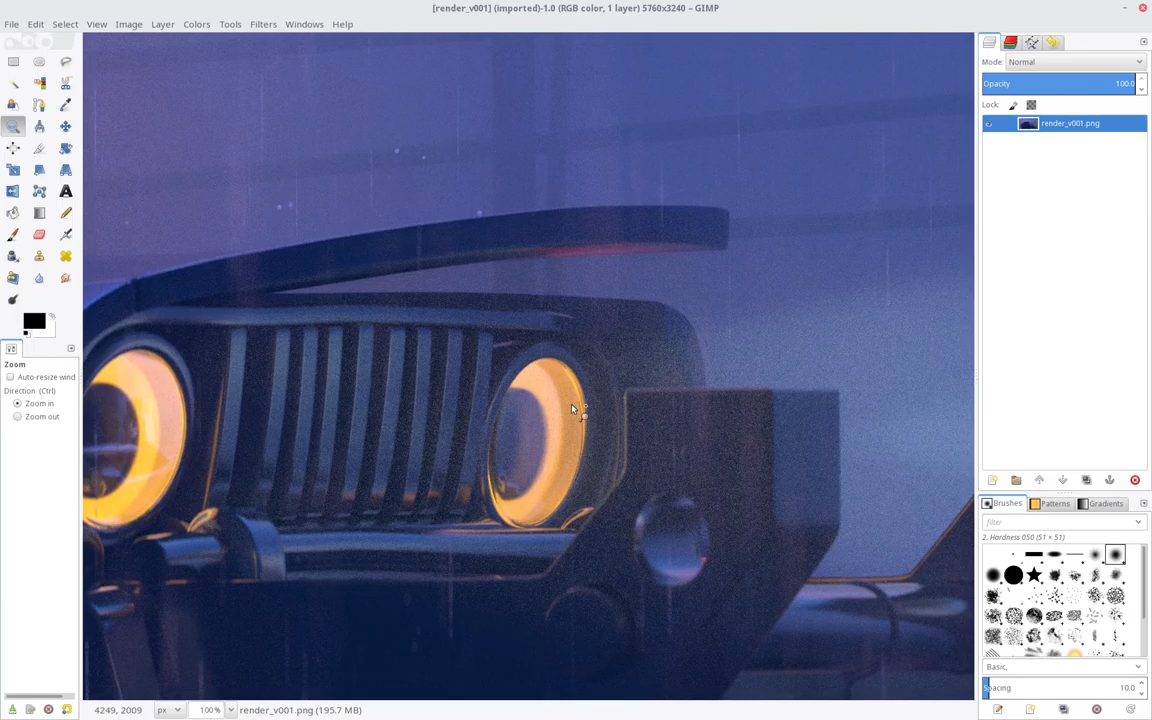 [render_v001] (imported)-1.0 (RGB color, 1 layer) 5760x3240 – GIMP
File Edit Select View Image Layer Colors Tools Filters Windows Help
Mode: Normal
Opacity 100.0
Lock:
render_v001.png
Zoom
Auto-resize wind
Direction (Ctrl)
Zoom in
Zoom out
Brushes Patterns Gradients
filter
2. Hardness 050 (51 × 51)
Basic,
Spacing 10.0
4249, 2009 px 100% render_v001.png (195.7 MB)